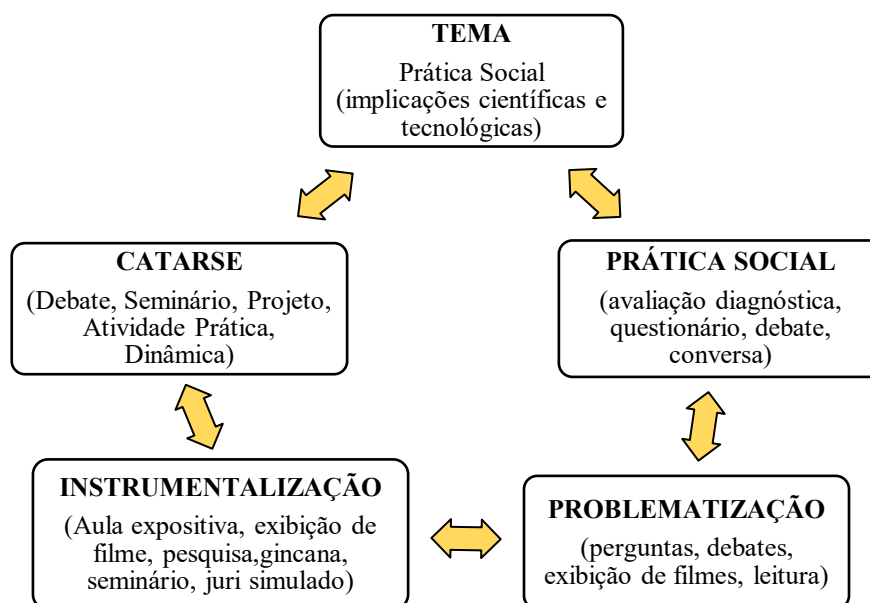 TEMA
Prática Social
(implicações científicas e
tecnológicas)
CATARSE
(Debate, Seminário, Projeto,
Atividade Prática,
Dinâmica)
PRÁTICA SOCIAL
(avaliação diagnóstica,
questionário, debate,
conversa)
INSTRUMENTALIZAÇÃO
(Aula expositiva, exibição de
filme, pesquisa,gincana,
seminário, juri simulado)
PROBLEMATIZAÇÃO
(perguntas, debates,
exibição de filmes, leitura)